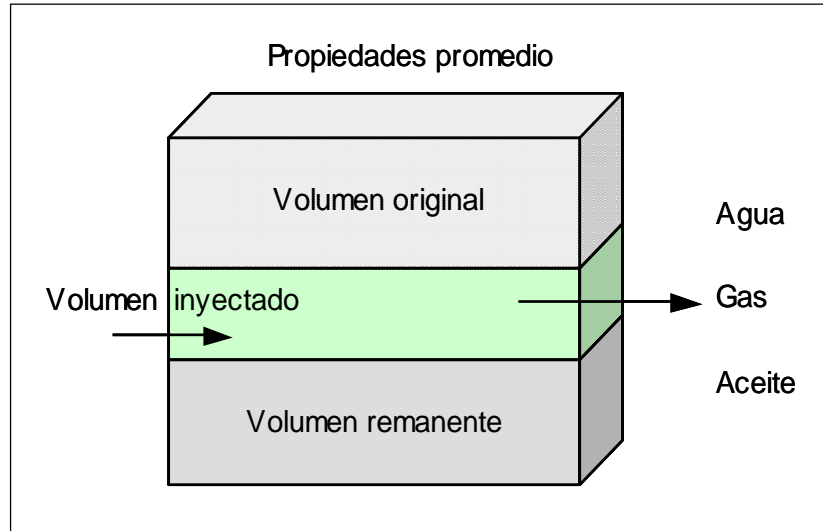 Propiedades promedio
Volumen original
Agua
Volumen inyectado
Gas
Aceite
Volumen remanente